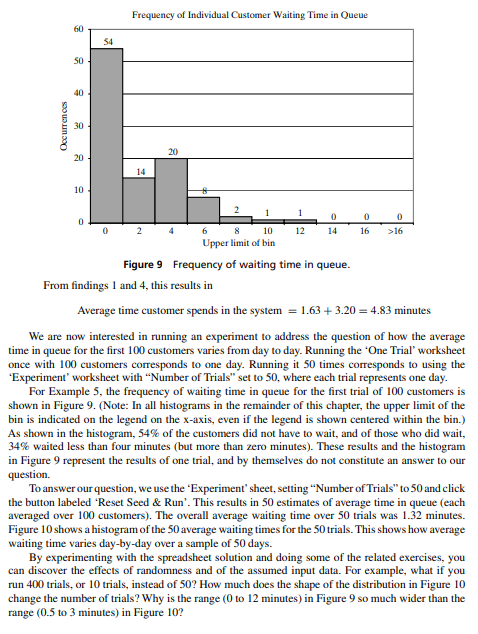 Frequency of Individual Customer Waiting Time in Queue
60
50
40
30
20
10
0
Occurrences
54
14
20
8
2
1
1
0
0
0
0 2 4 6 8 10 12 14 16 >16
Upper limit of bin
Figure 9 Frequency of waiting time in queue.
From findings 1 and 4, this results in
Average time customer spends in the system = 1.63 + 3.20 = 4.83 minutes
We are now interested in running an experiment to address the question of how the average
time in queue for the first 100 customers varies from day to day. Running the ‘One Trial’ worksheet
once with 100 customers corresponds to one day. Running it 50 times corresponds to using the
‘Experiment’ worksheet with “Number of Trials” set to 50, where each trial represents one day.
For Example 5, the frequency of waiting time in queue for the first trial of 100 customers is
shown in Figure 9. (Note: In all histograms in the remainder of this chapter, the upper limit of the
bin is indicated on the legend on the x-axis, even if the legend is shown centered within the bin.)
As shown in the histogram, 54% of the customers did not have to wait, and of those who did wait,
34% waited less than four minutes (but more than zero minutes). These results and the histogram
in Figure 9 represent the results of one trial, and by themselves do not constitute an answer to our
question.
To answer our question, we use the ‘Experiment’ sheet, setting “Number of Trials” to 50 and click
the button labeled ‘Reset Seed & Run’. This results in 50 estimates of average time in queue (each
averaged over 100 customers). The overall average waiting time over 50 trials was 1.32 minutes.
Figure 10 shows a histogram of the 50 average waiting times for the 50 trials. This shows how average
waiting time varies day-by-day over a sample of 50 days.
By experimenting with the spreadsheet solution and doing some of the related exercises, you
can discover the effects of randomness and of the assumed input data. For example, what if you
run 400 trials, or 10 trials, instead of 50? How much does the shape of the distribution in Figure 10
change the number of trials? Why is the range (0 to 12 minutes) in Figure 9 so much wider than the
range (0.5 to 3 minutes) in Figure 10?